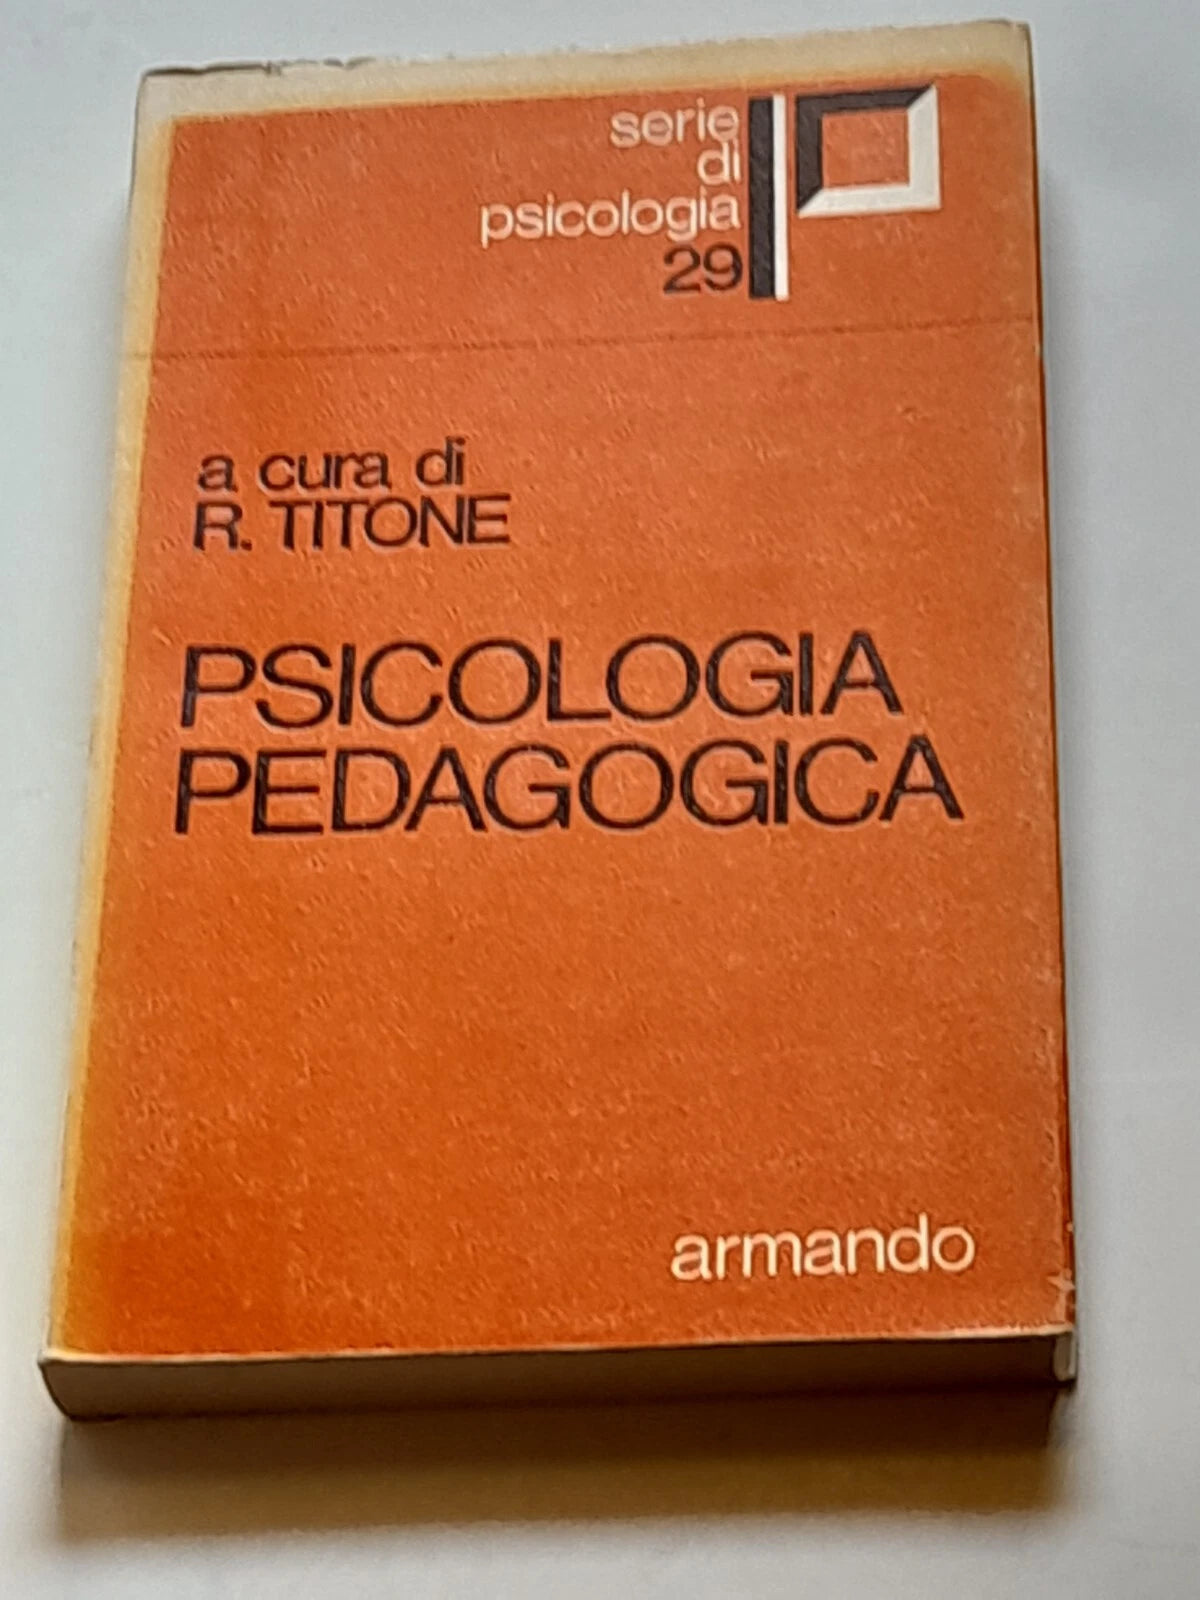 serie
di
psicologia
29
a cura di
R. TITONE
PSICOLOGIA
PEDAGOGICA
armando